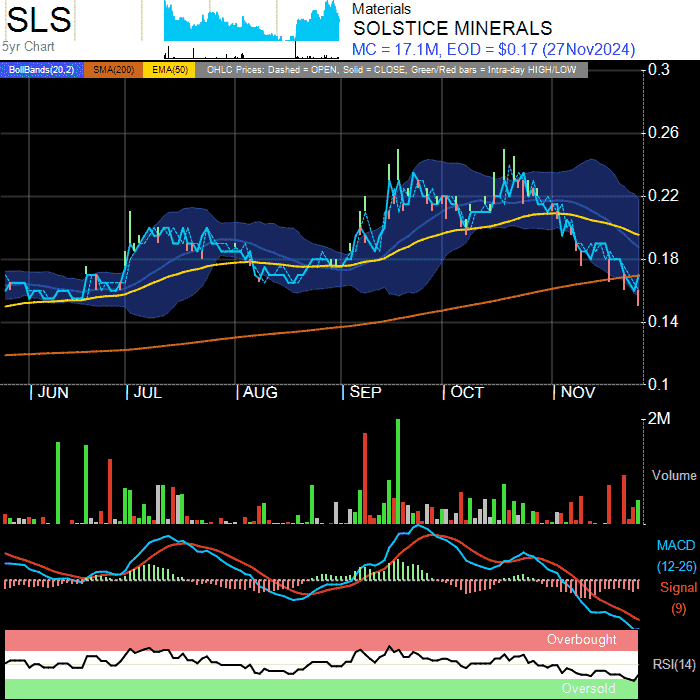 SLS
5yr Chart
Materials
SOLSTICE MINERALS
MC = 17.1M, EOD = $0.17 (27Nov2024)
BollBands(20,2) SMA(200) EMA(50) OHLC Prices: Dashed = OPEN, Solid = CLOSE, Green/Red bars = Intra-day HIGH/LOW
0.3
0.26
0.22
0.18
0.14
0.1
JUN JUL AUG SEP OCT NOV
2M
Volume
MACD
(12-26)
Signal
(9)
Overbought
RSI(14)
Oversold